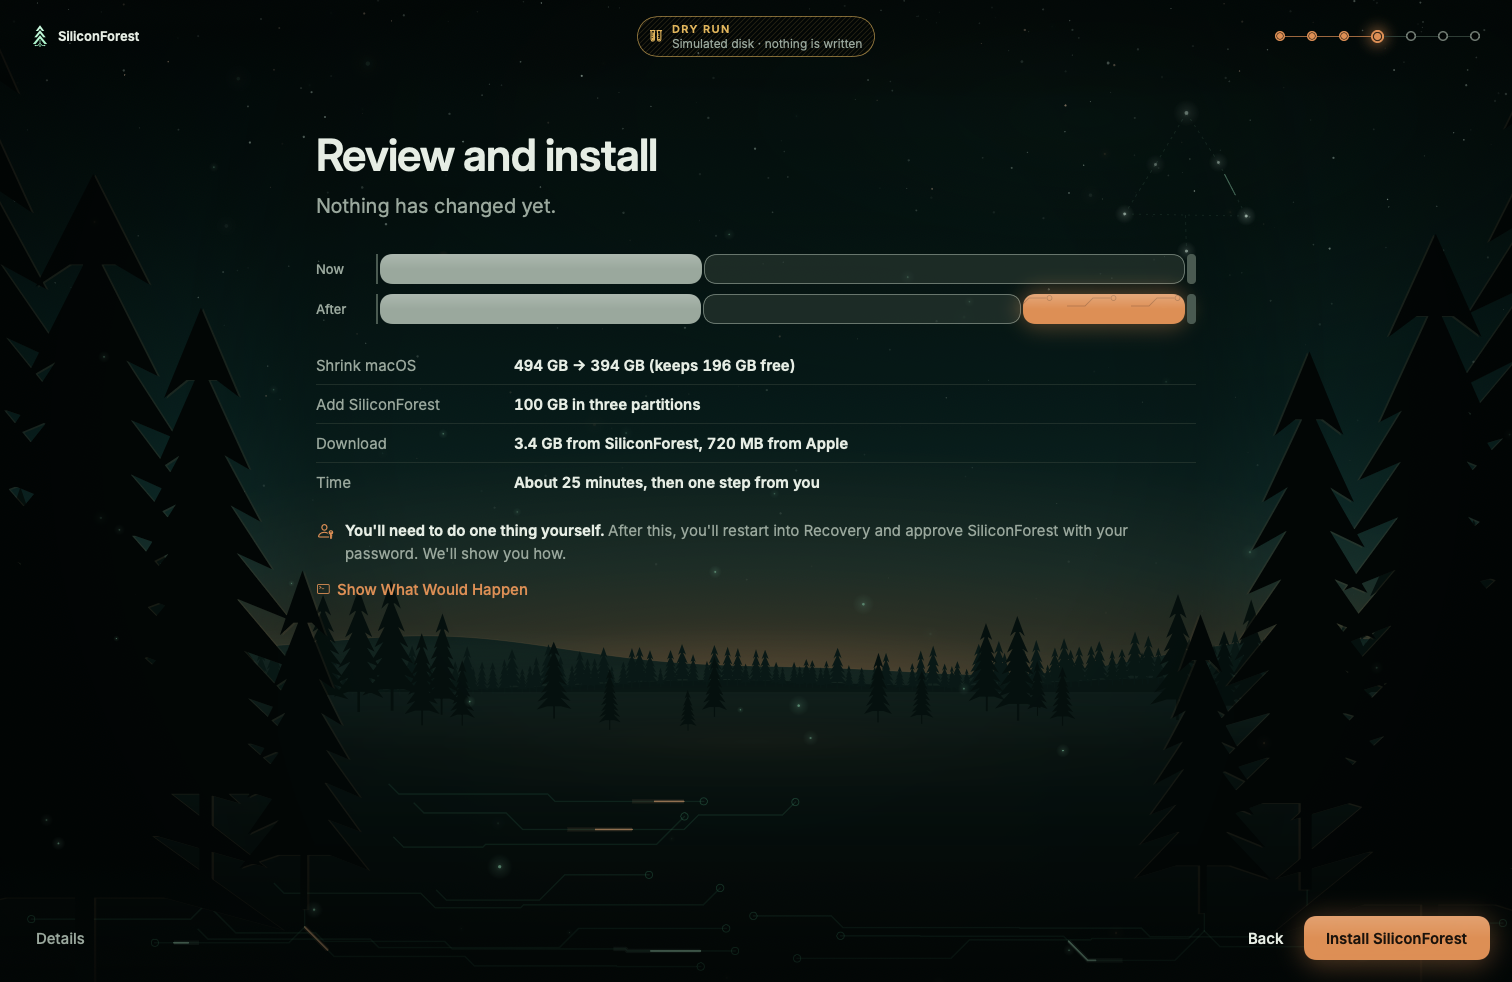 SiliconForest
DRY RUN
Simulated disk · nothing is written
Review and install
Nothing has changed yet.
Now
After
Shrink macOS 494 GB → 394 GB (keeps 196 GB free)
Add SiliconForest 100 GB in three partitions
Download 3.4 GB from SiliconForest, 720 MB from Apple
Time About 25 minutes, then one step from you
You'll need to do one thing yourself. After this, you'll restart into Recovery and approve SiliconForest with your
password. We'll show you how.
Show What Would Happen
Details
Back
Install SiliconForest